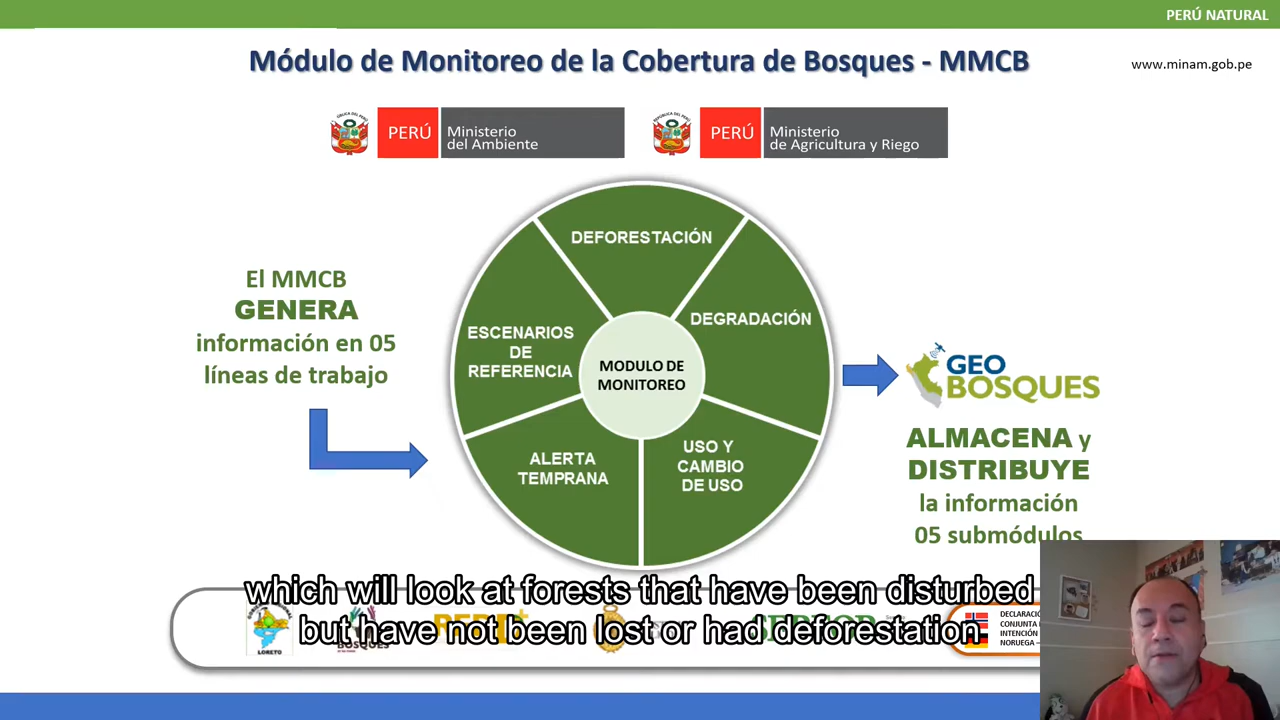 PERÚ NATURAL
Módulo de Monitoreo de la Cobertura de Bosques - MMCB
www.minam.gob.pe
PERÚ
Ministerio
del Ambiente
PERÚ
Ministerio
de Agricultura y Riego
El MMCB
GENERA
información en 05
líneas de trabajo
DEFORESTACIÓN
DEGRADACIÓN
ESCENARIOS
DE
REFERENCIA
MODULO DE
MONITOREO
ALERTA
TEMPRANA
USO Y
CAMBIO
DE USO
GEO
BOSQUES
ALMACENA y
DISTRIBUYE
la información
05 submódulos
which will look at forests that have been disturbed
but have not been lost or had deforestation
LORETO
BOSQUES
DECLARACIÓ
CONJUNTA
INTENCIÓN
NORUEGA –